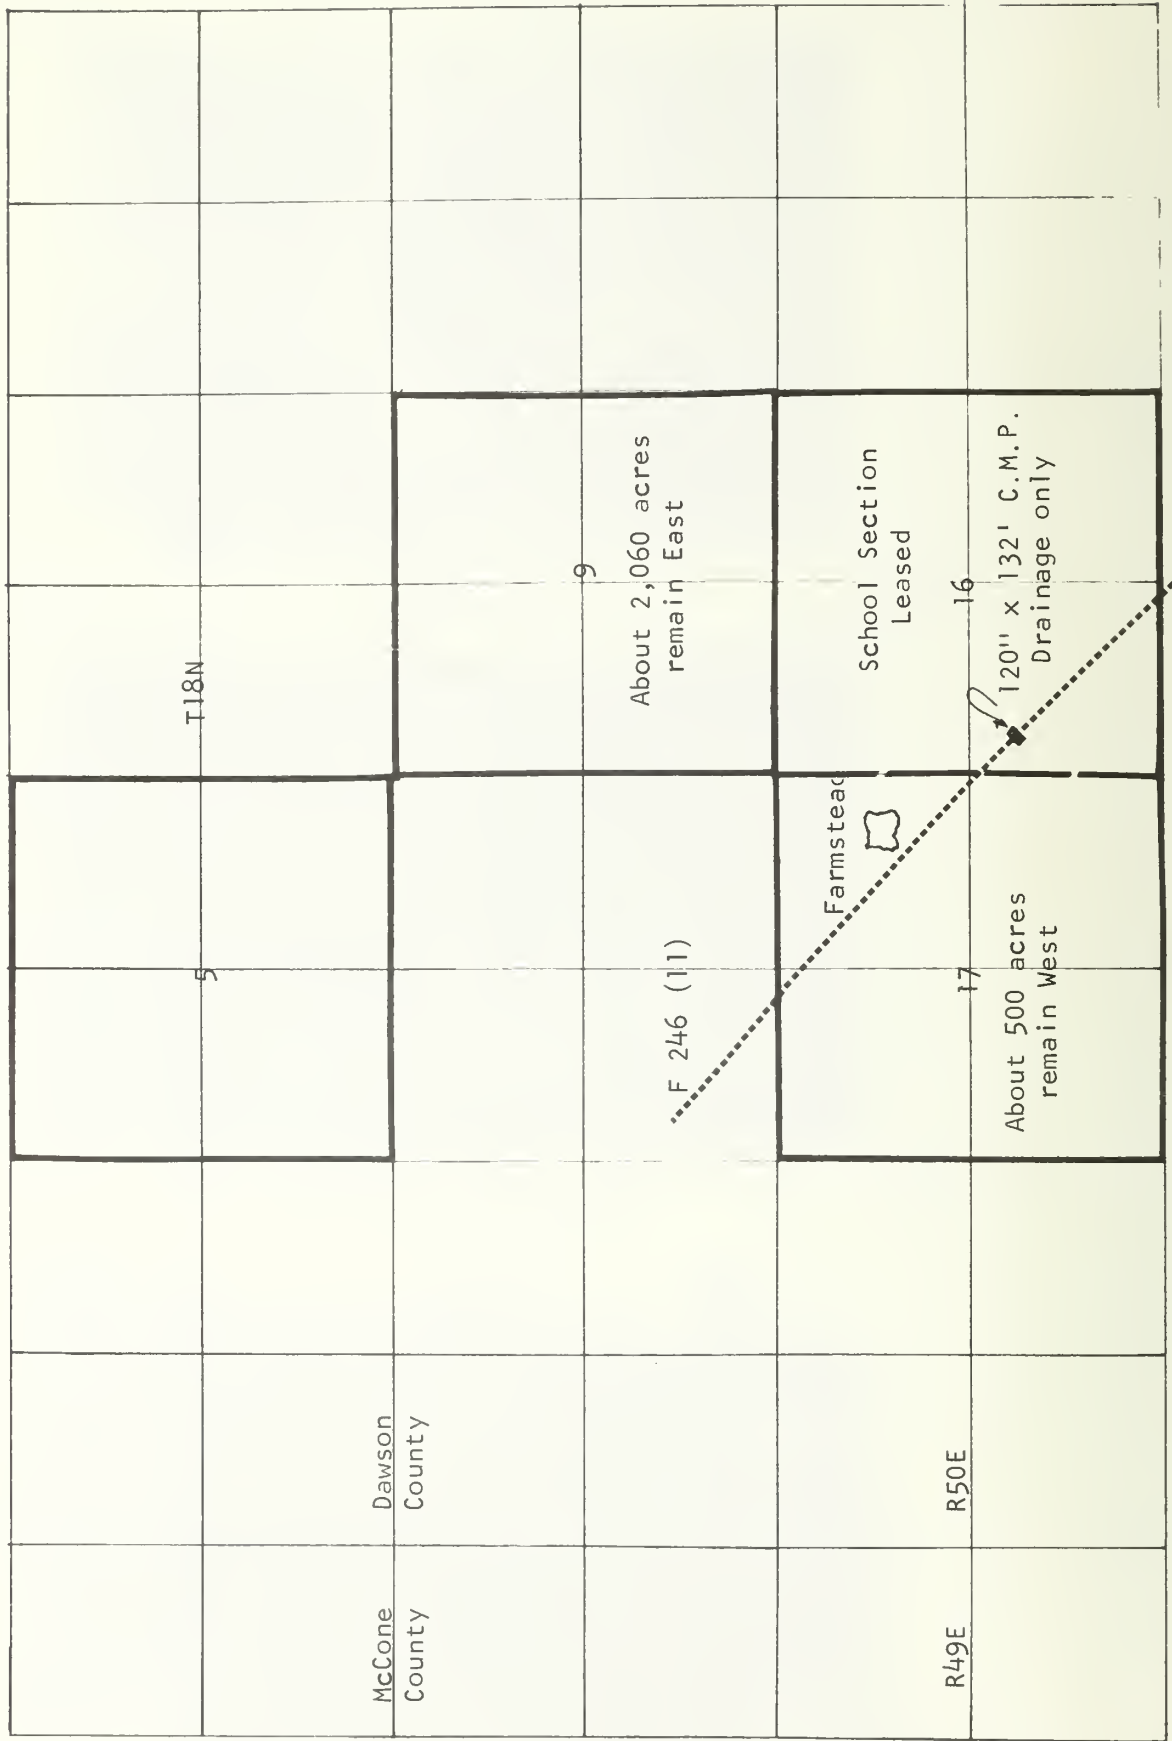 T18N
5
McCone
County
Dawson
County
9
About 2,060 acres
remain East
F 246 (11)
Farmstead
School Section
Leased
R49E
R50E
17
16
About 500 acres
remain West
120" x 132' C.M.P.
Drainage only